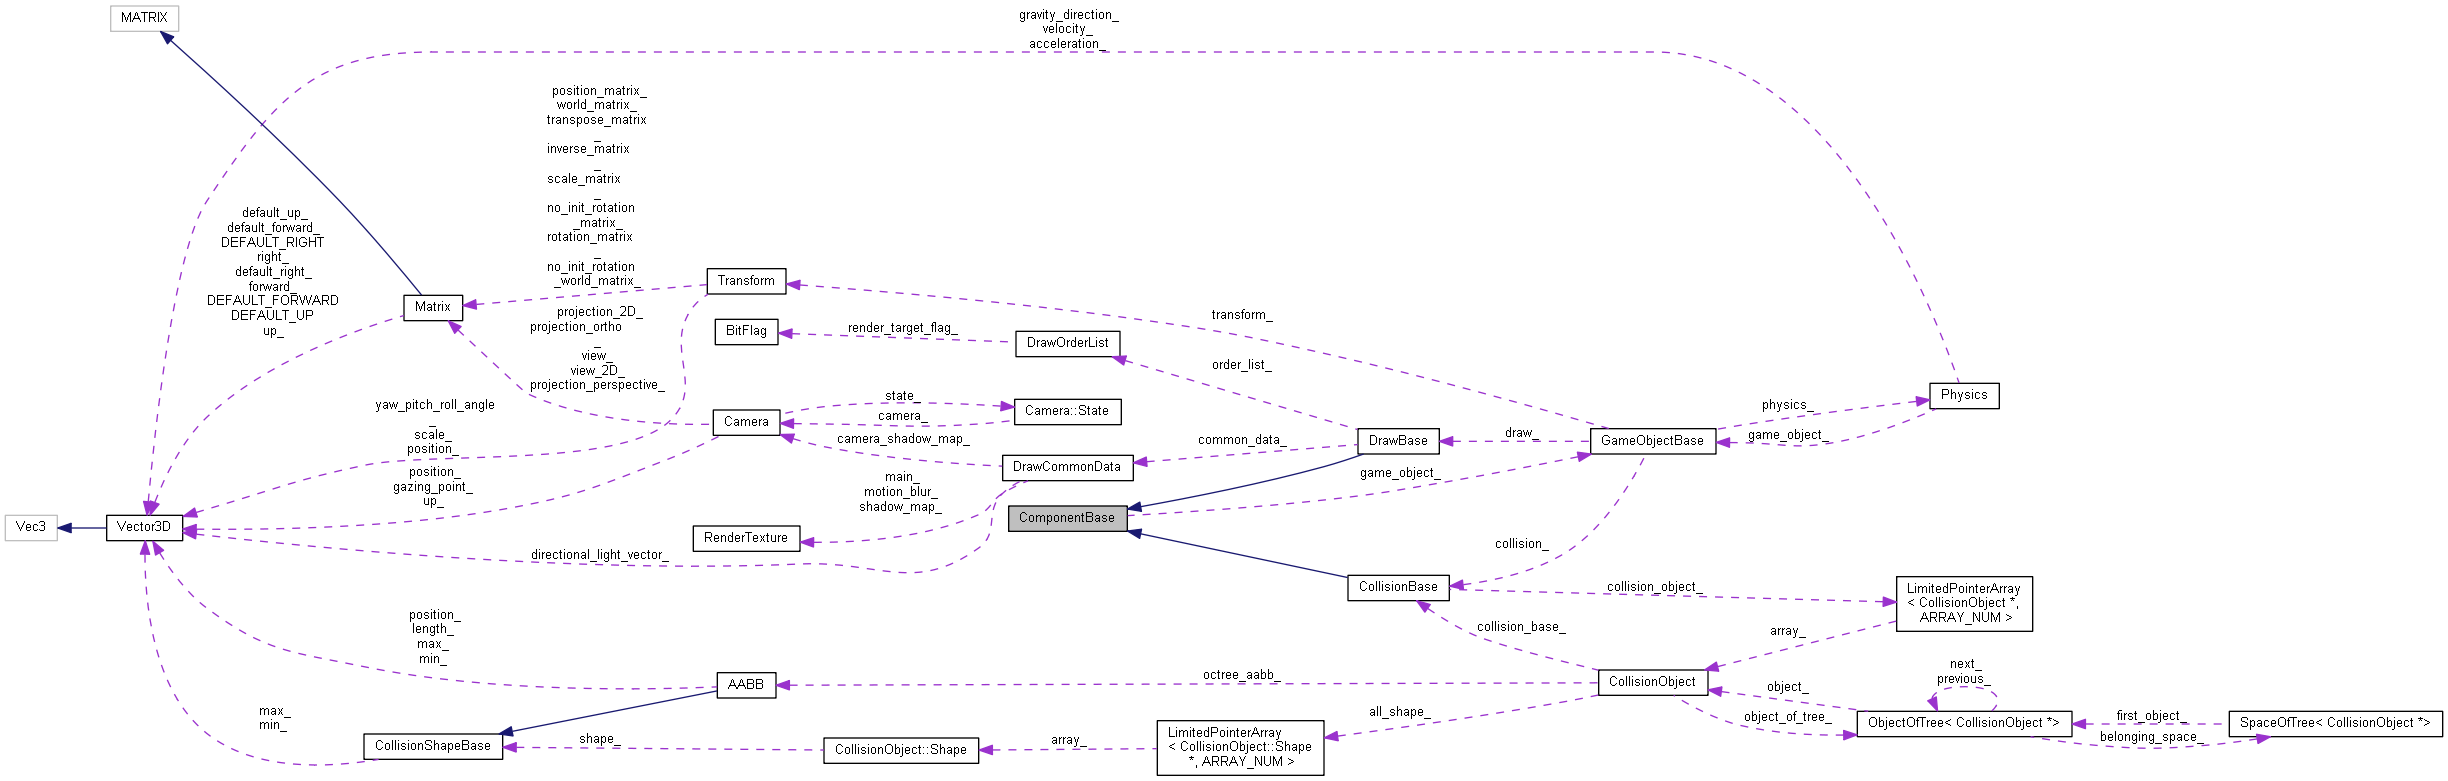 MATRIX
gravity_direction_
velocity_
acceleration_
position_matrix_
world_matrix_
transpose_matrix
_
inverse_matrix
_
scale_matrix
_
no_init_rotation
_matrix_
rotation_matrix
_
no_init_rotation
_world_matrix_
default_up_
default_forward_
DEFAULT_RIGHT
right_
default_right_
forward_
DEFAULT_FORWARD
DEFAULT_UP
up_
Transform
Matrix
projection_2D_
projection_ortho
_
view_
view_2D_
projection_perspective_
BitFlag
render_target_flag_
DrawOrderList
transform_
order_list_
Physics
physics_
game_object_
yaw_pitch_roll_angle
_
scale_
position_
Camera
state_
camera_
Camera::State
camera_shadow_map_
common_data_
DrawBase
draw_
GameObjectBase
DrawCommonData
game_object_
position_
gazing_point_
up_
main_
motion_blur_
shadow_map_
Vec3
Vector3D
RenderTexture
ComponentBase
directional_light_vector_
collision_
CollisionBase
collision_object_
LimitedPointerArray
< CollisionObject *,
ARRAY_NUM >
collision_base_
array_
position_
length_
max_
min_
AABB
octree_aabb_
CollisionObject
next_
previous_
object_
object_of_tree_
ObjectOfTree< CollisionObject *>
first_object_
belonging_space_
SpaceOfTree< CollisionObject *>
max_
min_
CollisionShapeBase
shape_
CollisionObject::Shape
array_
LimitedPointerArray
< CollisionObject::Shape
*, ARRAY_NUM >
all_shape_